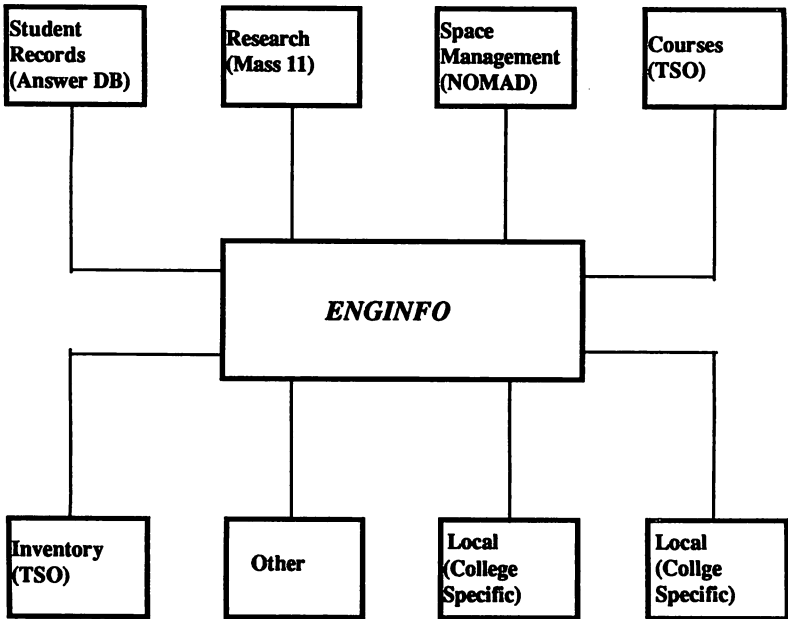 Student
Records
(Answer DB)
Research
(Mass 11)
Space
Management
(NOMAD)
Courses
(TSO)
ENGINFO
Inventory
(TSO)
Other
Local
(College
Specific)
Local
(Collge
Specific)